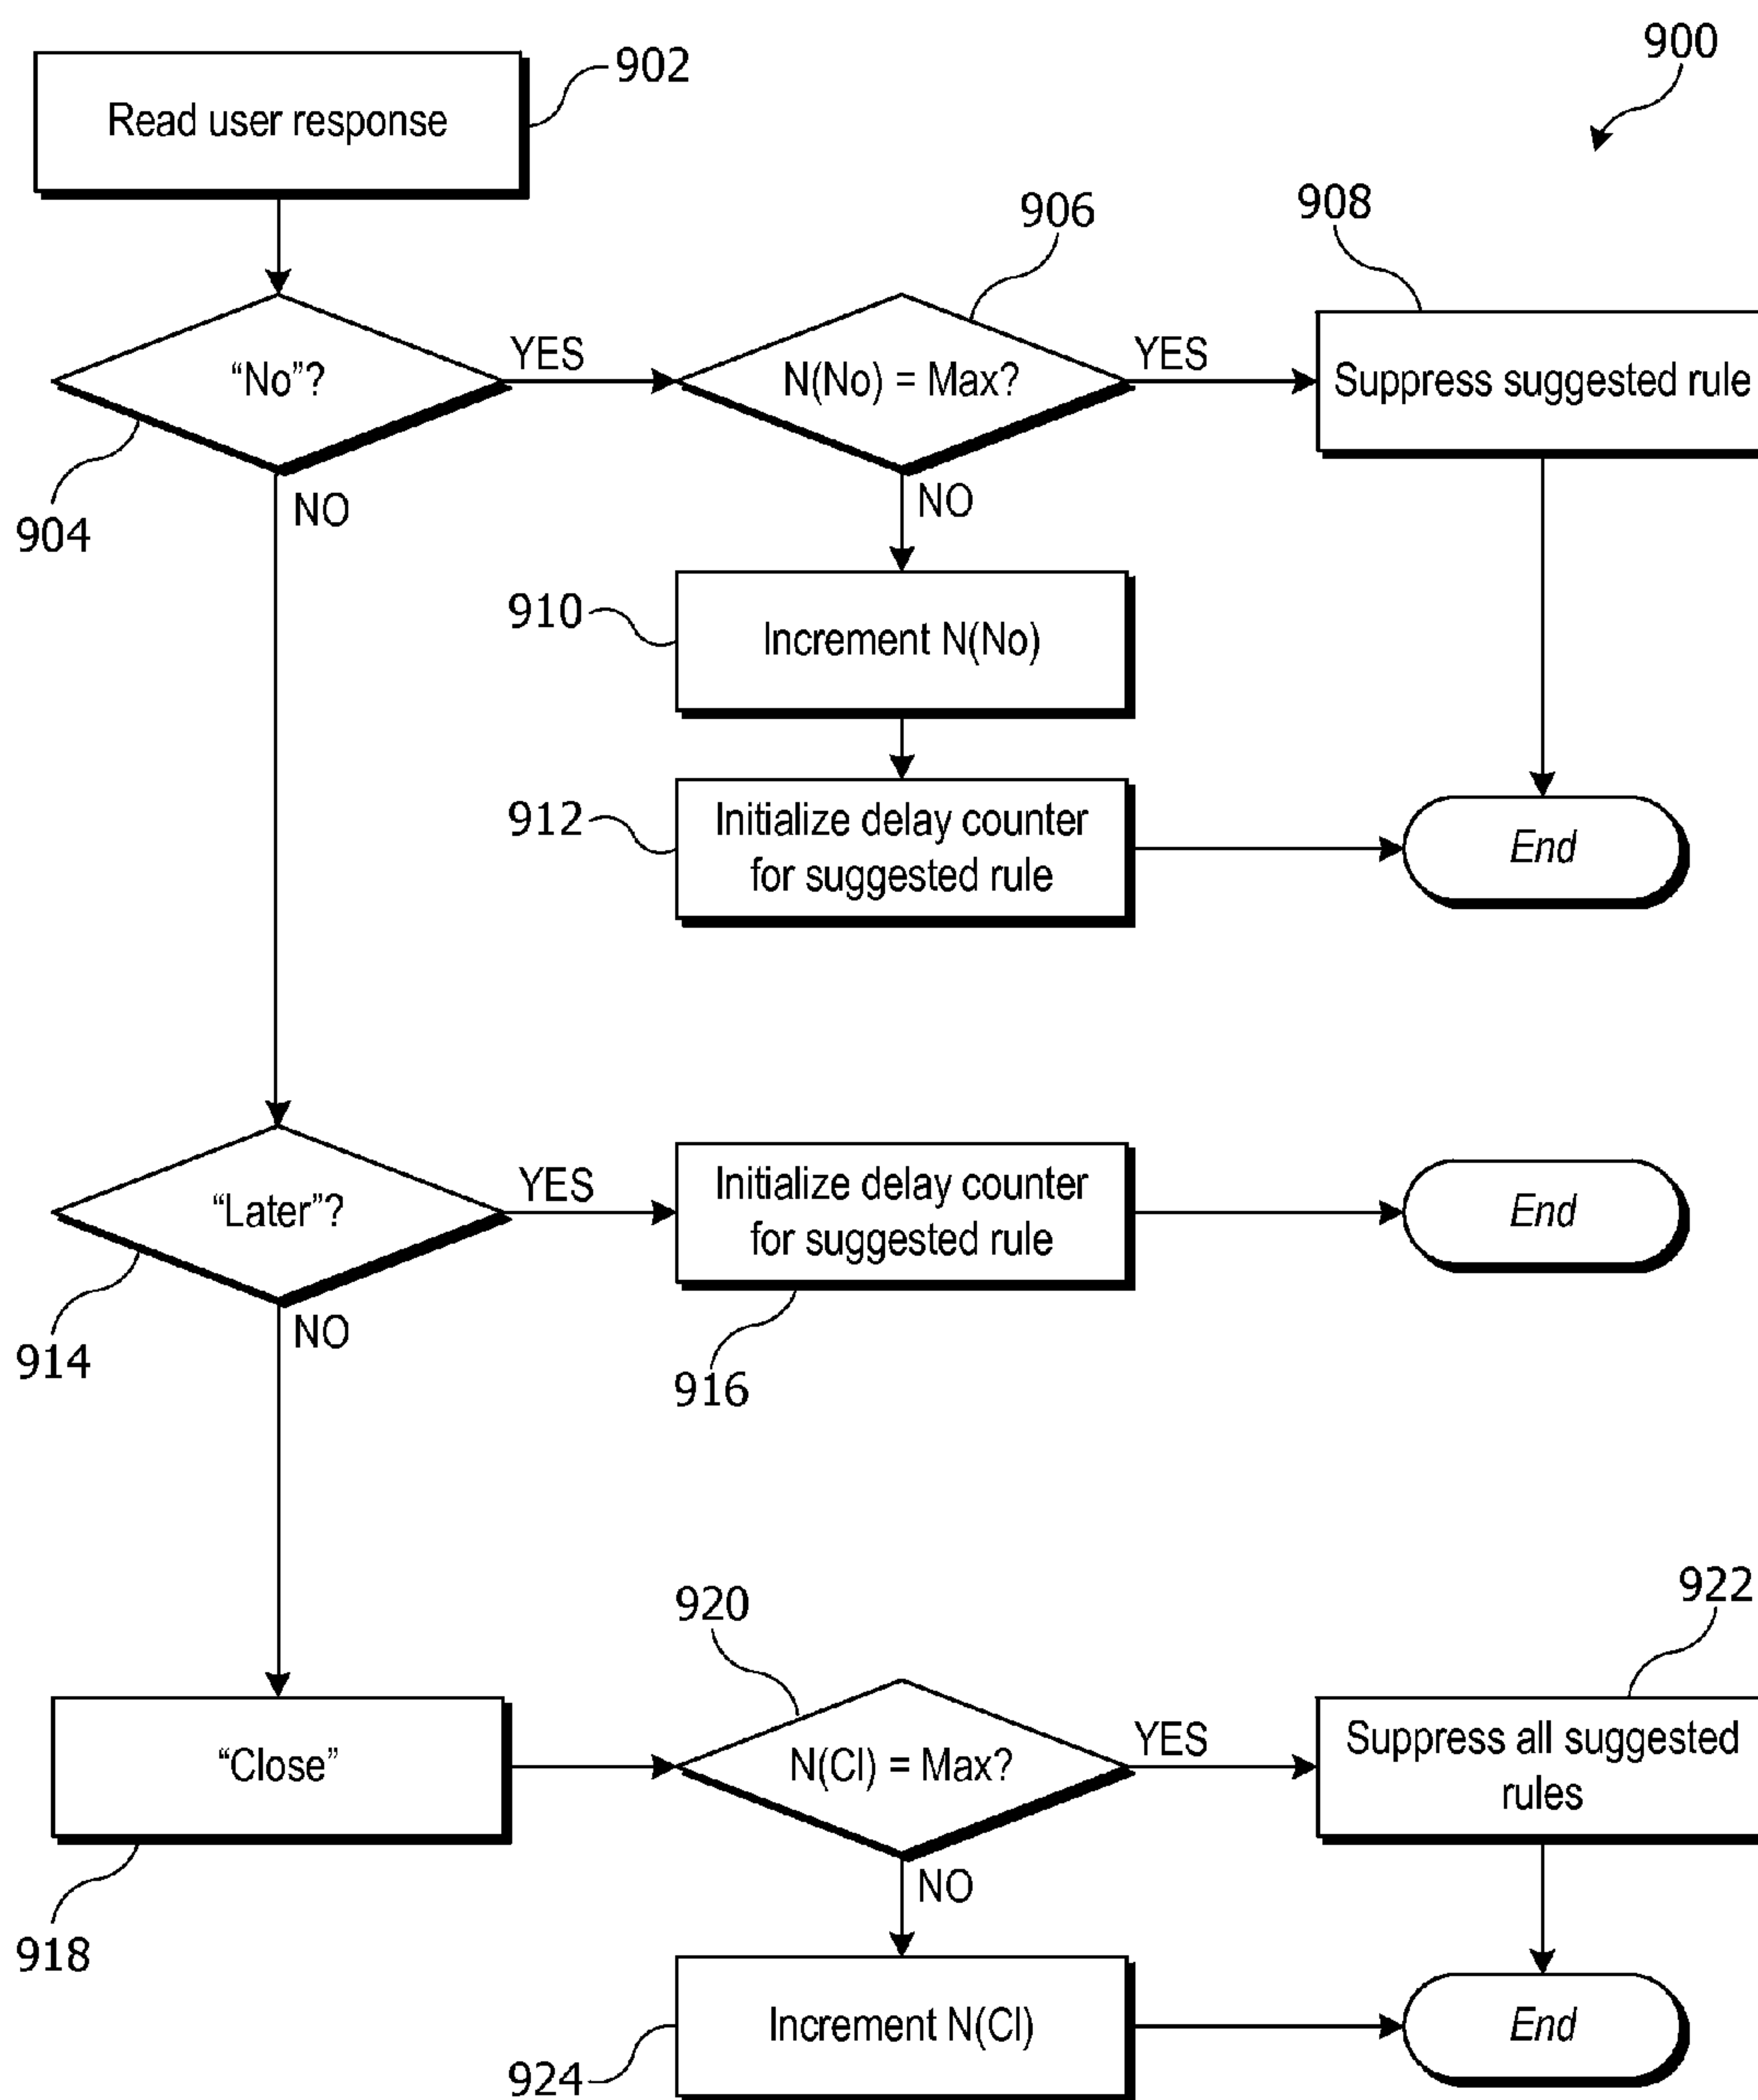 900
902
Read user response
906
908
"No"?
YES
N(No) = Max?
YES
Suppress suggested rule
904
NO
NO
910
Increment N(No)
912
Initialize delay counter
for suggested rule
End
"Later"?
YES
Initialize delay counter
for suggested rule
End
914
NO
916
920
922
"Close"
N(Cl) = Max?
YES
Suppress all suggested
rules
918
NO
924
Increment N(Cl)
End